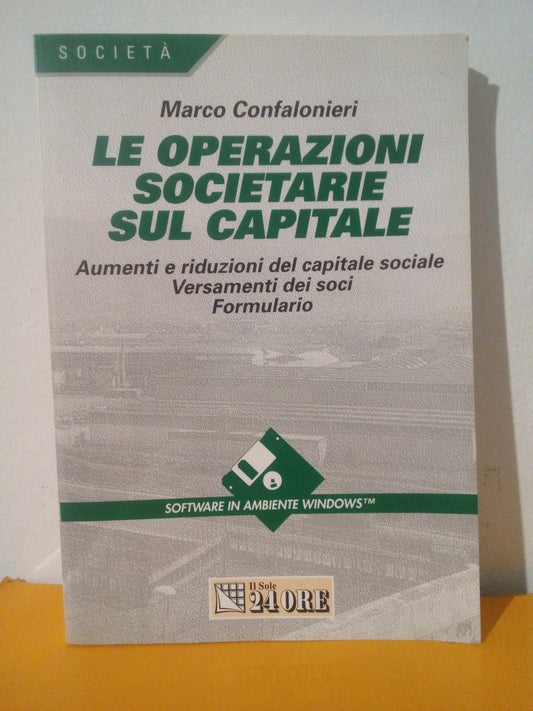 SOCIETÀ
Marco Confalonieri
LE OPERAZIONI
SOCIETARIE
SUL CAPITALE
Aumenti e riduzioni del capitale sociale
Versamenti dei soci
Formulario
SOFTWARE IN AMBIENTE WINDOWS™
Il Sole
24 ORE